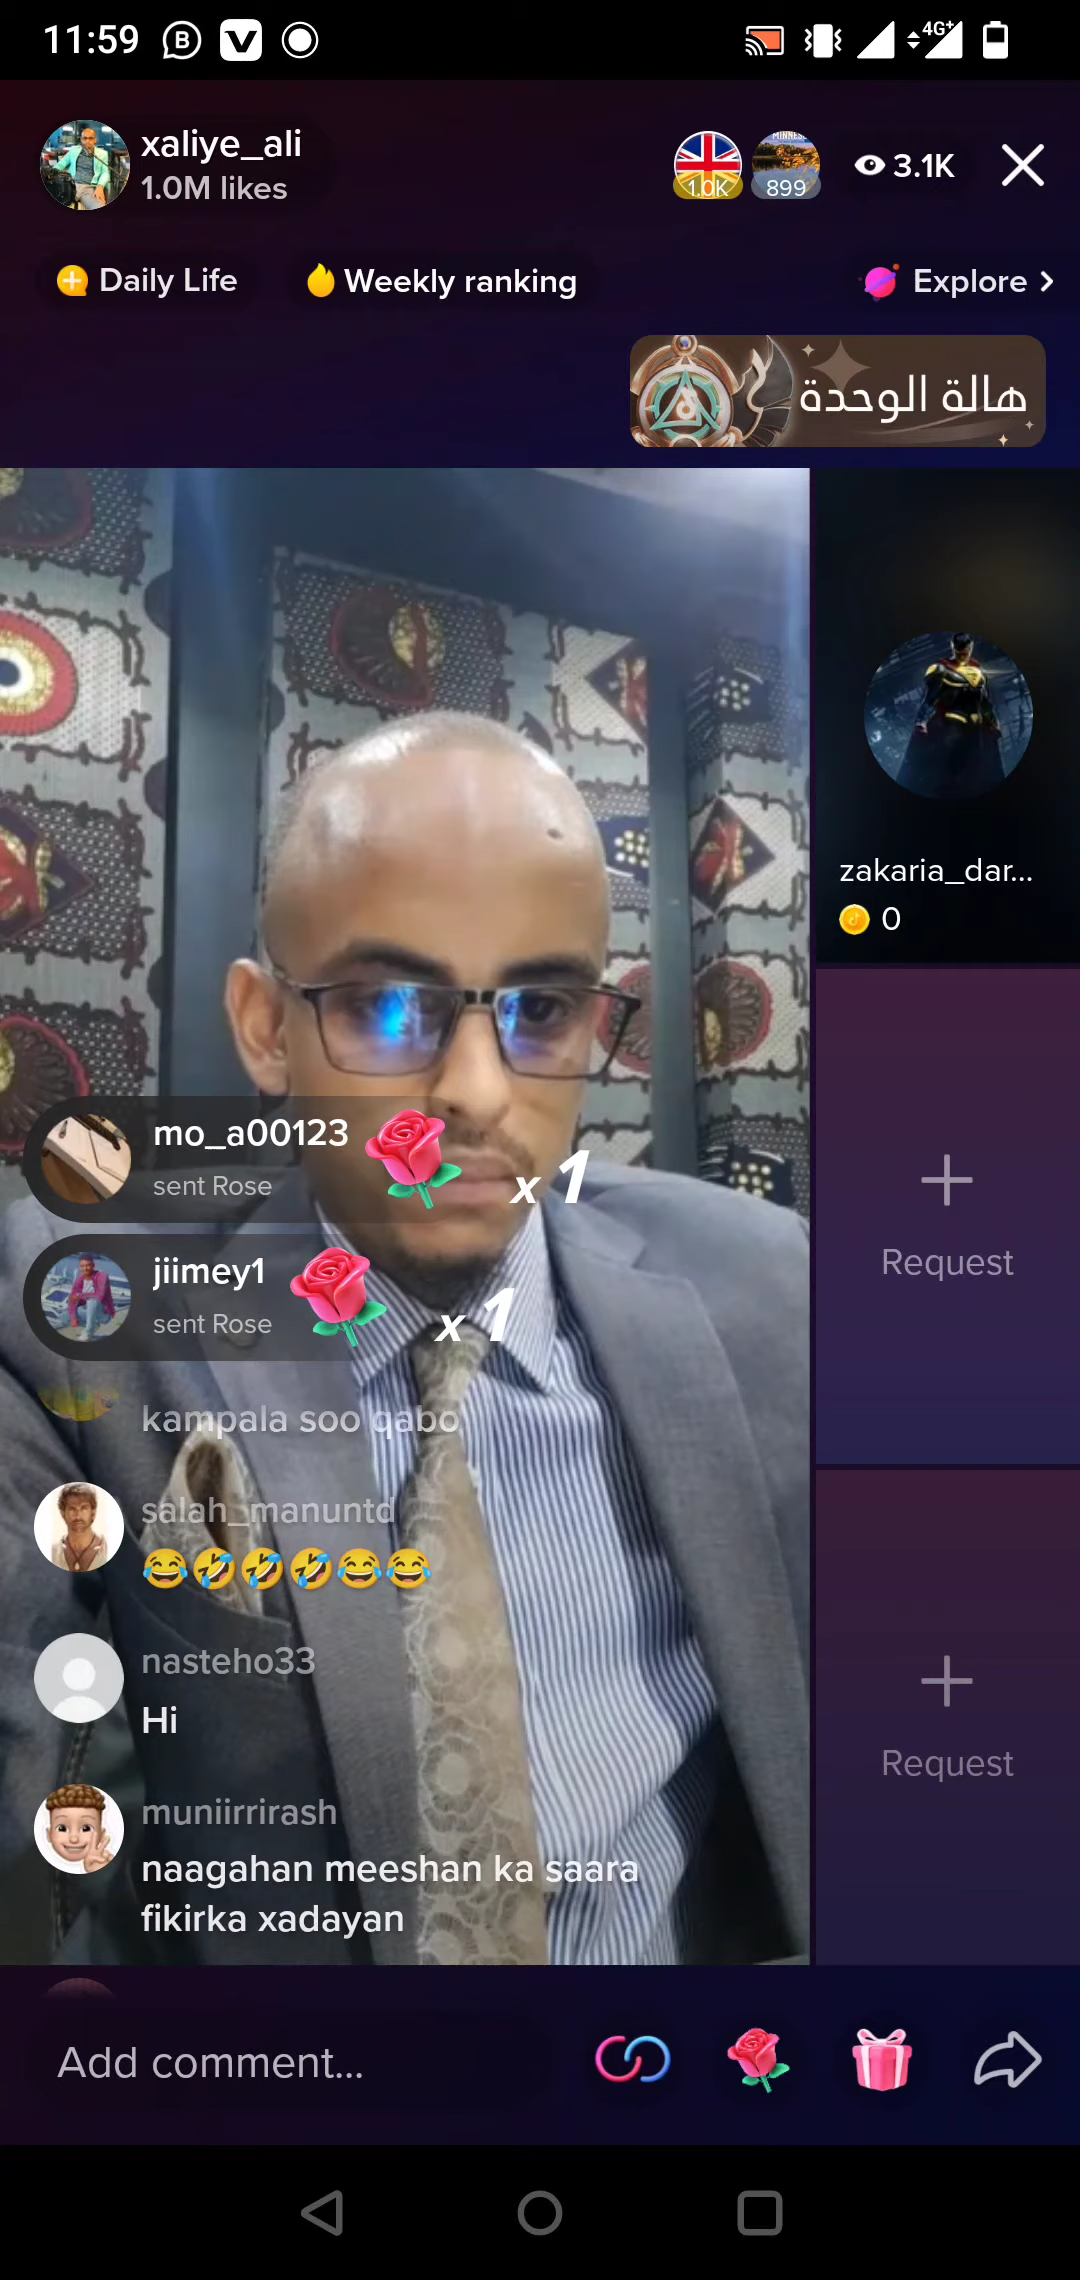 11:59
4G+
xaliye_ali
1.0M likes
1.0K
MINNES
899
3.1K
Daily Life
Weekly ranking
Explore
هالة الوحدة
zakaria_dar...
0
mo_a00123
sent Rose
x 1
jiimey1
sent Rose
x 1
kampala soo qabo
salah_manuntd
😂🤣🤣🤣😂😂
nasteho33
Hi
muniirrirash
naagahan meeshan ka saara
fikirka xadayan
Request
Request
Add comment...